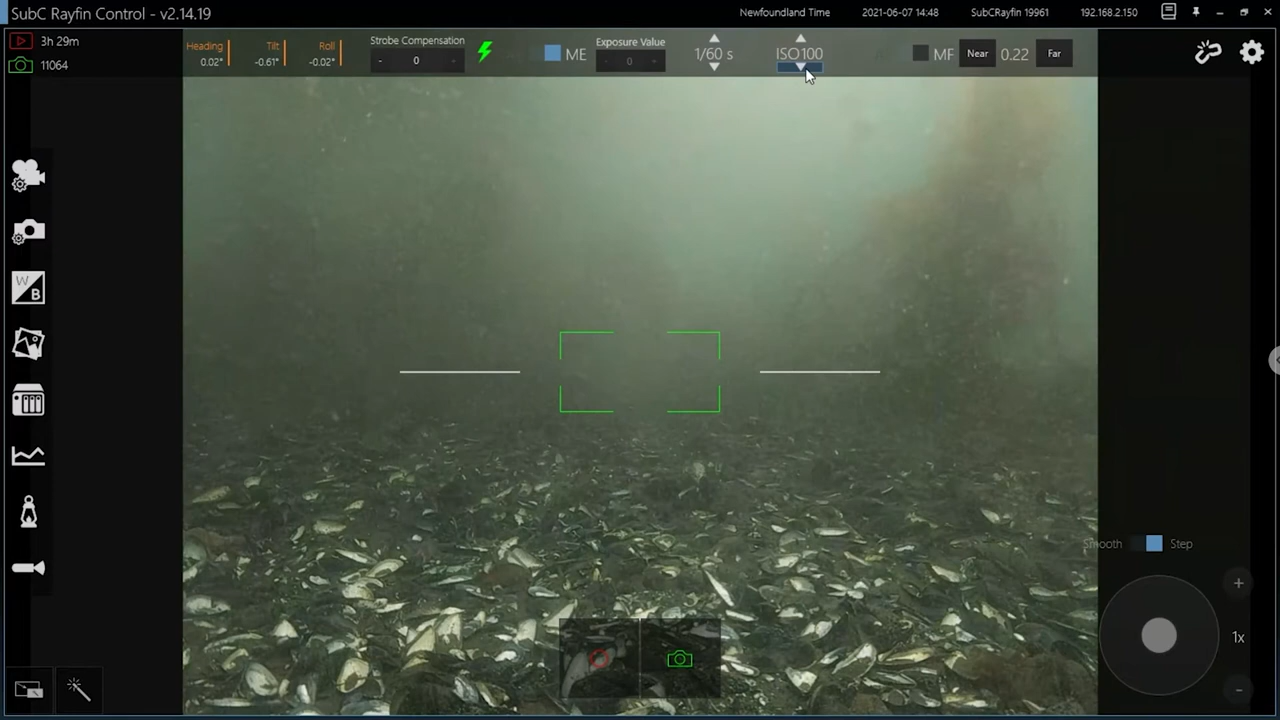 SubC Rayfin Control - v2.14.19
Newfoundland Time 2021-06-07 14:48 SubCRayfin 19961 192.168.2.150
3h 29m
11064
Heading
0.02°
Tilt
-0.61°
Roll
-0.02°
Strobe Compensation
- 0 -
ME
Exposure Value
- 0 +
1/60 s
ISO100
MF
Near
0.22
Far
W
B
Smooth
Step
+
1x
-